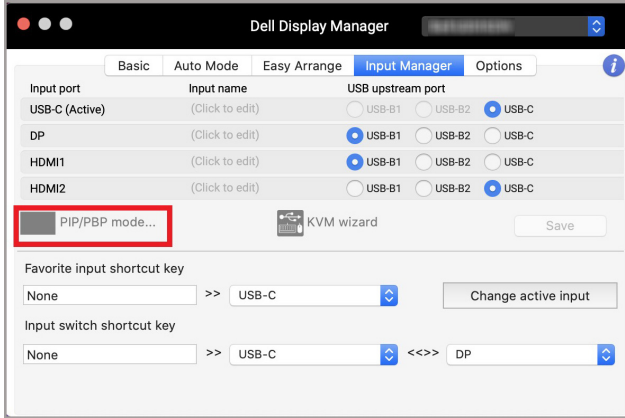 Dell Display Manager
Basic Auto Mode Easy Arrange Input Manager Options i
Input port Input name USB upstream port
USB-C (Active) (Click to edit) USB-B1 USB-B2 USB-C
DP (Click to edit) USB-B1 USB-B2 USB-C
HDMI1 (Click to edit) USB-B1 USB-B2 USB-C
HDMI2 (Click to edit) USB-B1 USB-B2 USB-C
PIP/PBP mode... KVM wizard Save
Favorite input shortcut key
None >> USB-C Change active input
Input switch shortcut key
None >> USB-C <<>> DP